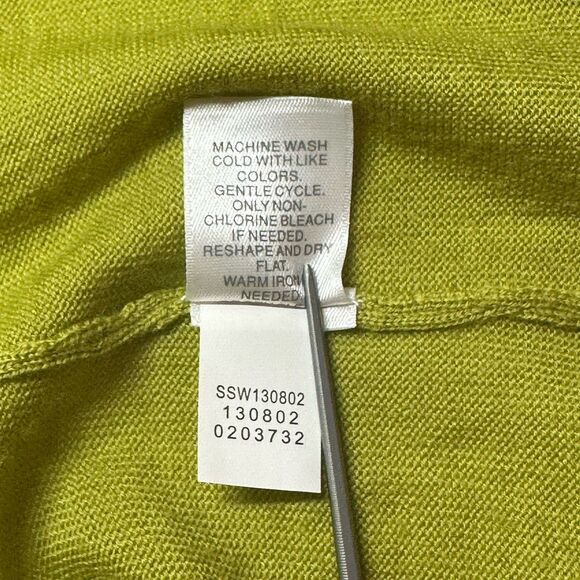 MACHINE WASH
COLD WITH LIKE
COLORS.
GENTLE CYCLE.
ONLY NON-
CHLORINE BLEACH
IF NEEDED.
RESHAPE AND DRY
FLAT.
WARM IRON
NEEDED
SSW130802
130802
0203732